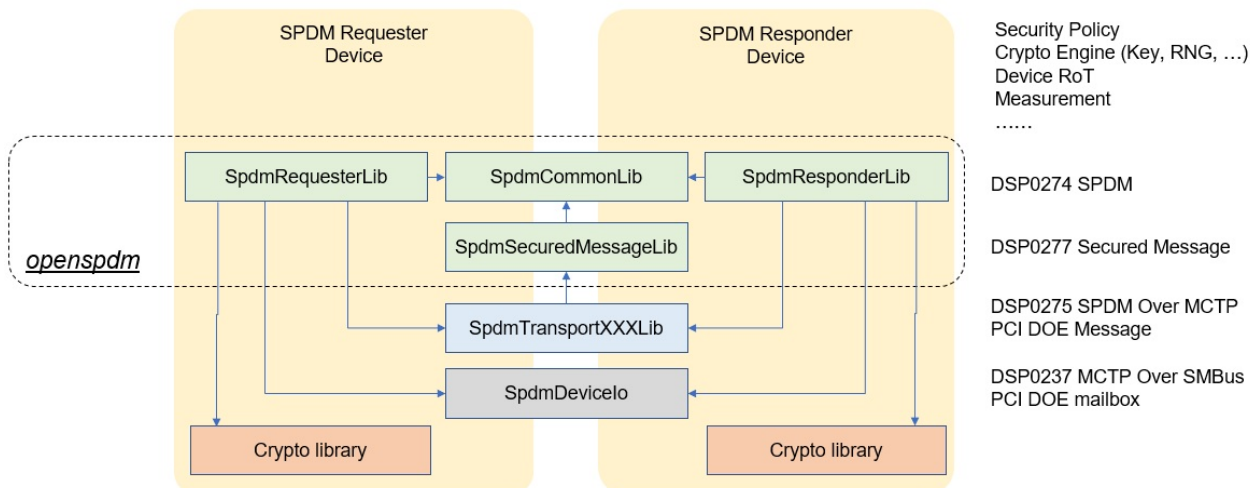 SPDM Requester
Device
SPDM Responder
Device
Security Policy
Crypto Engine (Key, RNG, …)
Device RoT
Measurement
……
SpdmRequesterLib
SpdmCommonLib
SpdmResponderLib
DSP0274 SPDM
openspdm
SpdmSecuredMessageLib
DSP0277 Secured Message
SpdmTransportXXXLib
DSP0275 SPDM Over MCTP
PCI DOE Message
SpdmDeviceIo
DSP0237 MCTP Over SMBus
PCI DOE mailbox
Crypto library
Crypto library